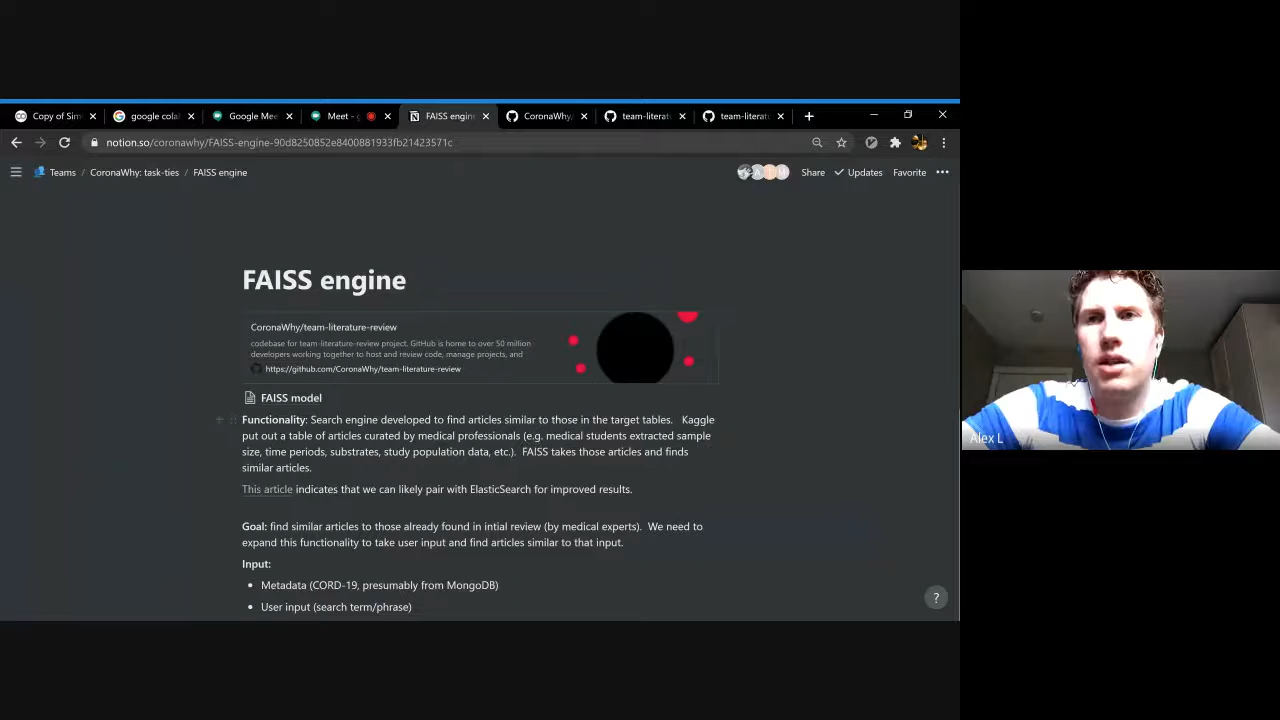 Copy of Sim
google colal
Google Mee
Meet - g
FAISS engine
CoronaWhy/
team-literatu
team-literatu
notion.so/coronawhy/FAISS-engine-90d8250852e8400881933fb21423571c
Teams / CoronaWhy: task-ties / FAISS engine
Share Updates Favorite
FAISS engine
CoronaWhy/team-literature-review
codebase for team-literature-review project. GitHub is home to over 50 million
developers working together to host and review code, manage projects, and
https://github.com/CoronaWhy/team-literature-review
FAISS model
Functionality: Search engine developed to find articles similar to those in the target tables. Kaggle
put out a table of articles curated by medical professionals (e.g. medical students extracted sample
size, time periods, substrates, study population data, etc.). FAISS takes those articles and finds
similar articles.
This article indicates that we can likely pair with ElasticSearch for improved results.
Goal: find similar articles to those already found in intial review (by medical experts). We need to
expand this functionality to take user input and find articles similar to that input.
Input:
• Metadata (CORD-19, presumably from MongoDB)
• User input (search term/phrase)
?
Alex L